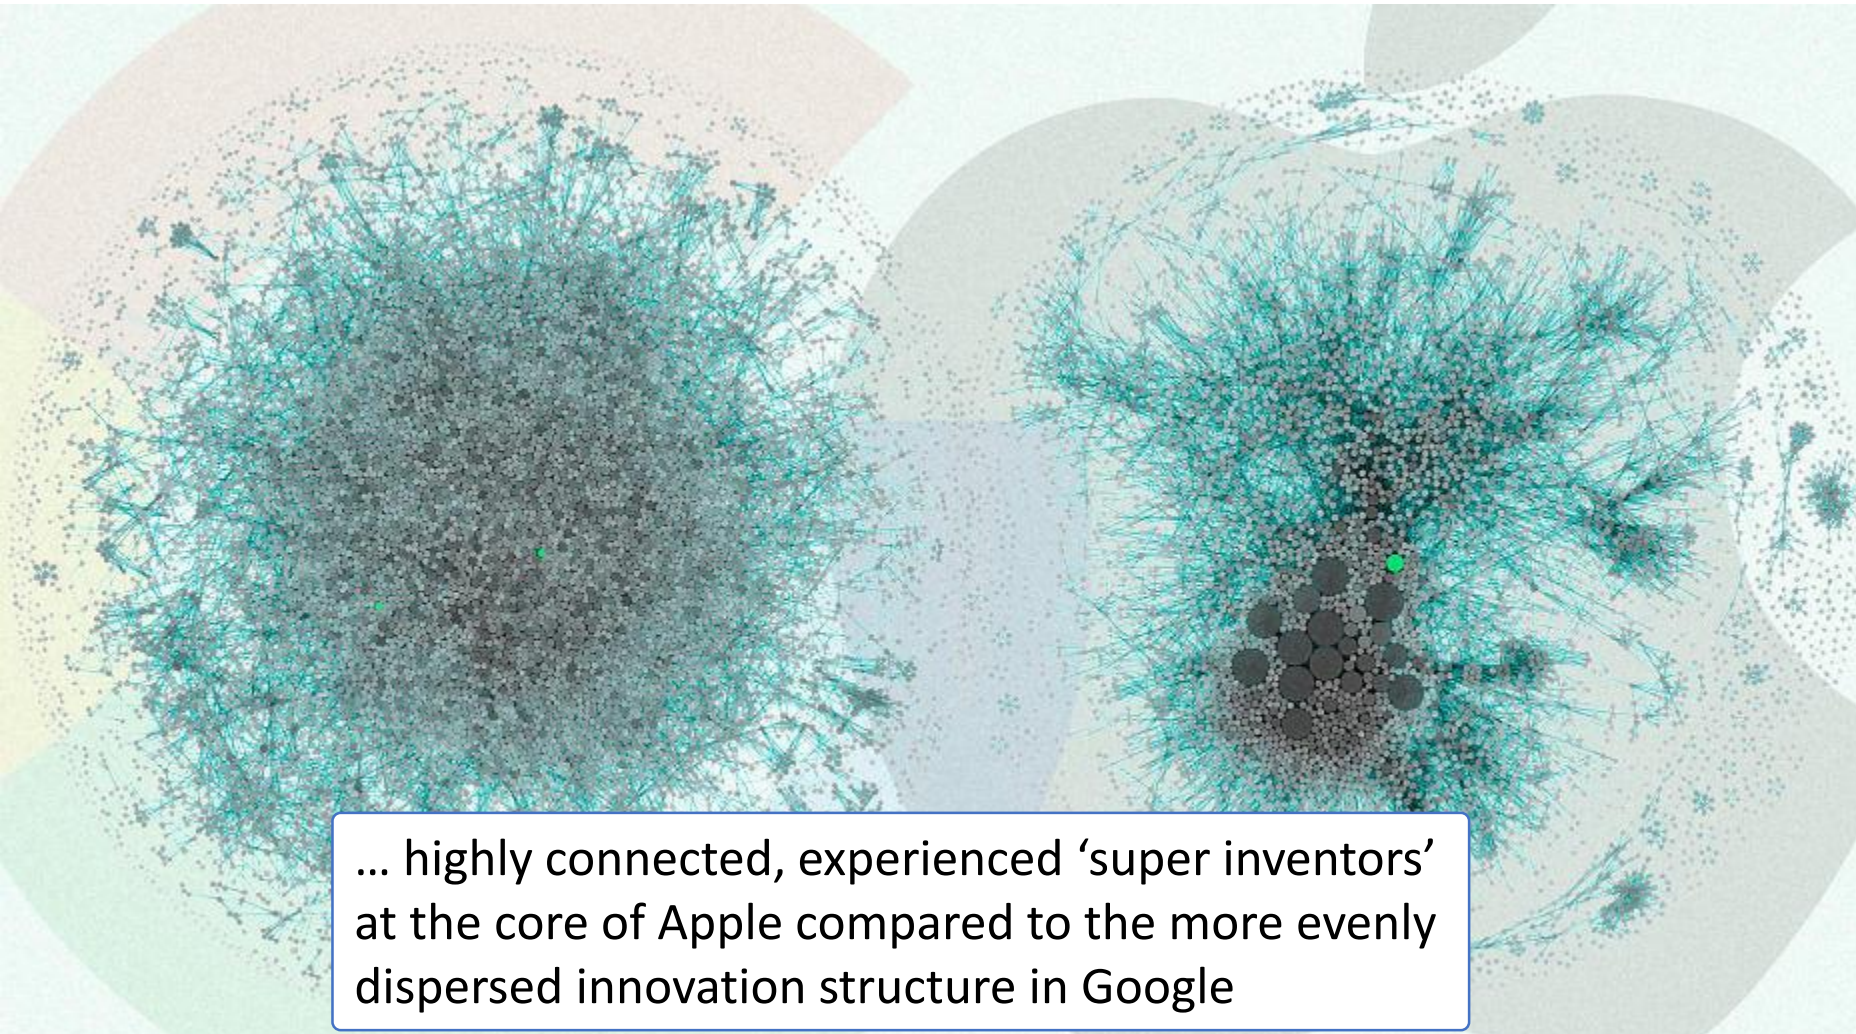 … highly connected, experienced ‘super inventors’
at the core of Apple compared to the more evenly
dispersed innovation structure in Google